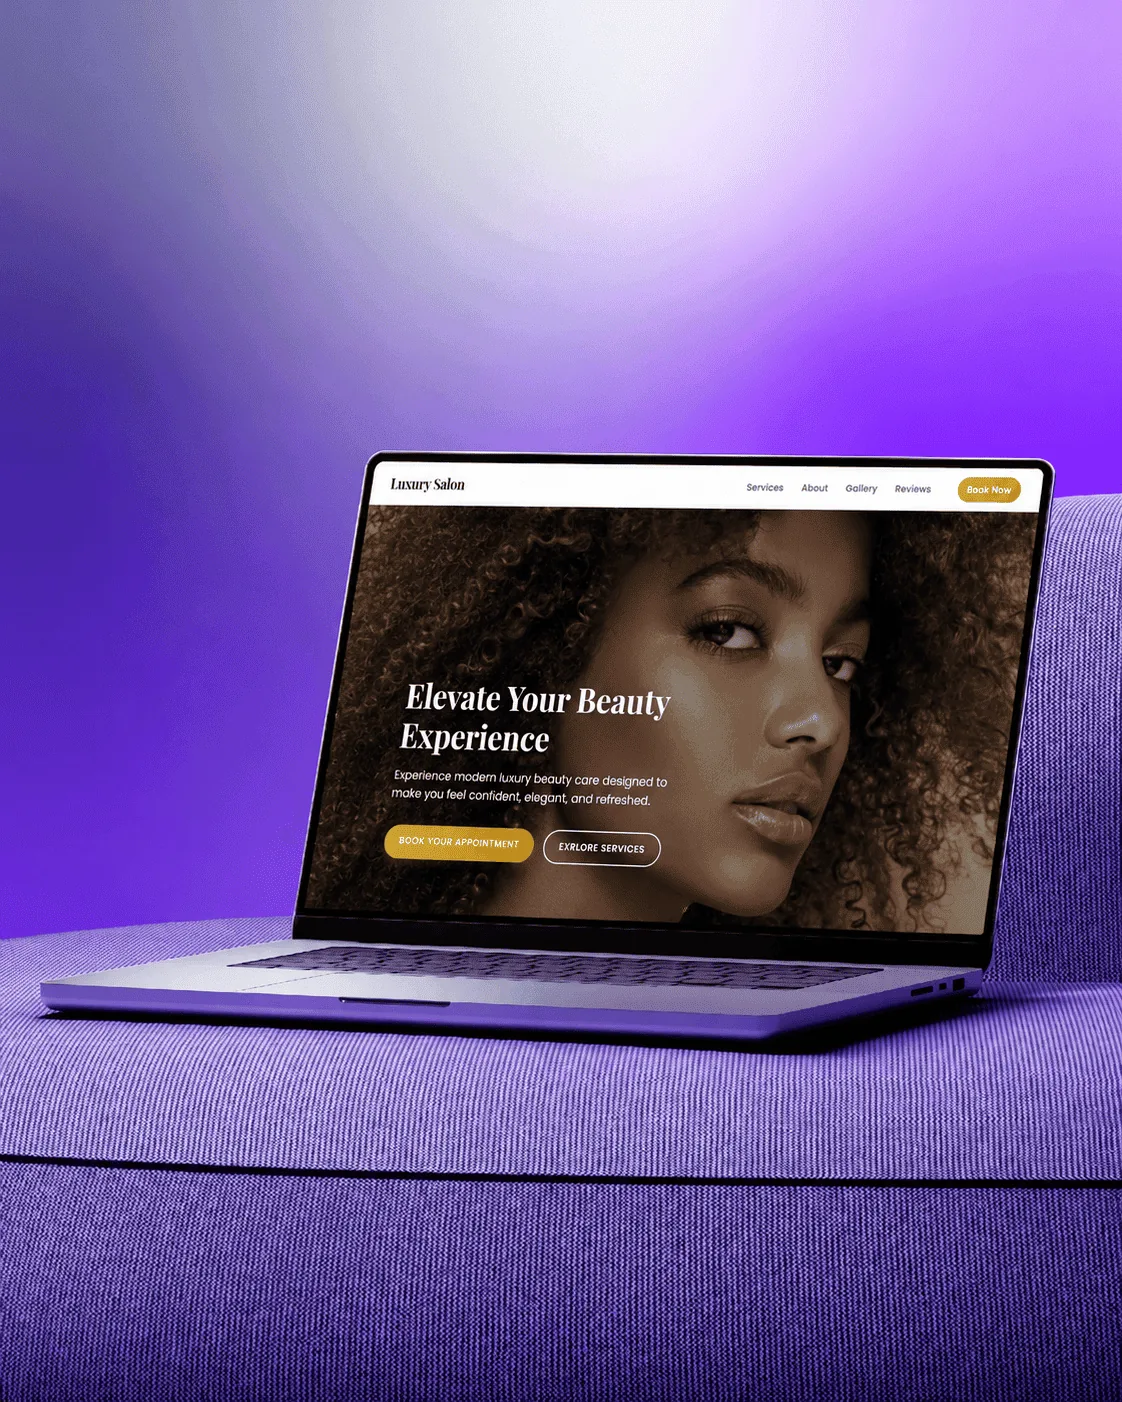 Luxury Salon
Services About Gallery Reviews Book Now
Elevate Your Beauty
Experience
Experience modern luxury beauty care designed to
make you feel confident, elegant, and refreshed.
BOOK YOUR APPOINTMENT EXRLORE SERVICES